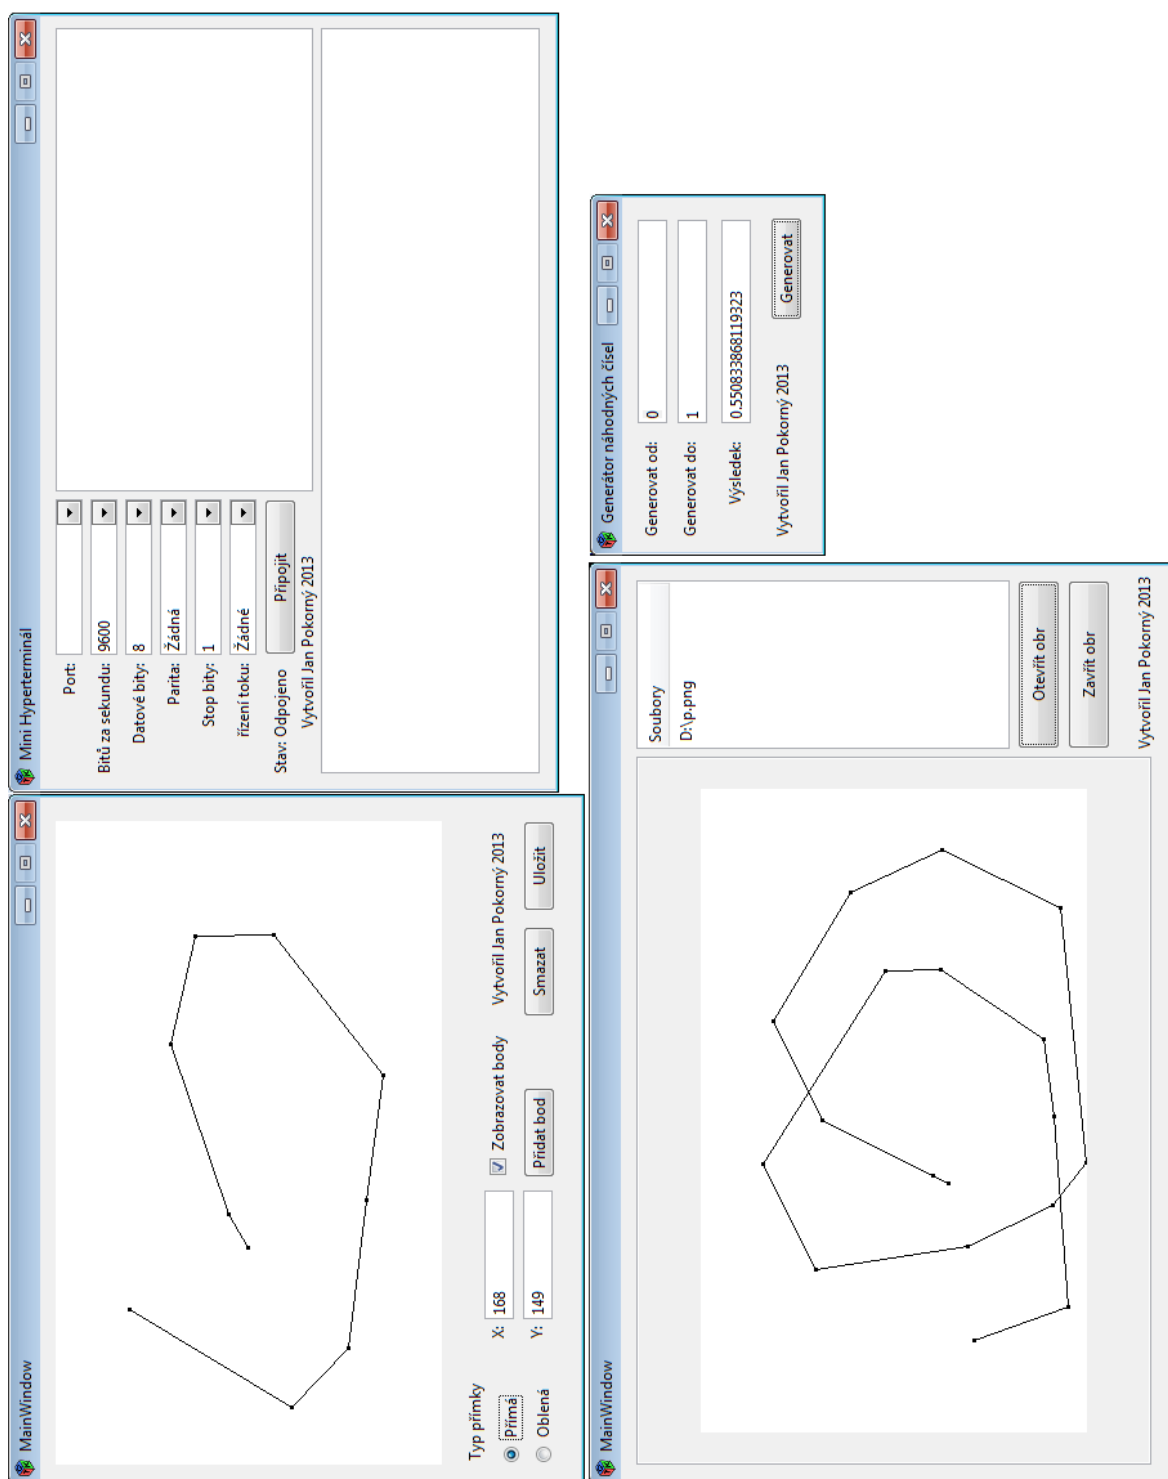 MainWindow
Typ přímky
Přímá
Oblená
X: 168
Y: 149
Zobrazovat body
Přidat bod
Vytvořil Jan Pokorný 2013
Smazat
Uložit
Mini Hyperterminál
Port:
Bitů za sekundu: 9600
Datové bity: 8
Parita: Žádná
Stop bity: 1
řízení toku: Žádné
Stav: Odpojeno
Připojit
Vytvořil Jan Pokorný 2013
MainWindow
Soubory
D:\p.png
Otevřít obr
Zavřít obr
Vytvořil Jan Pokorný 2013
Generátor náhodných čísel
Generovat od: 0
Generovat do: 1
Výsledek: 0.550833868119323
Vytvořil Jan Pokorný 2013
Generovat